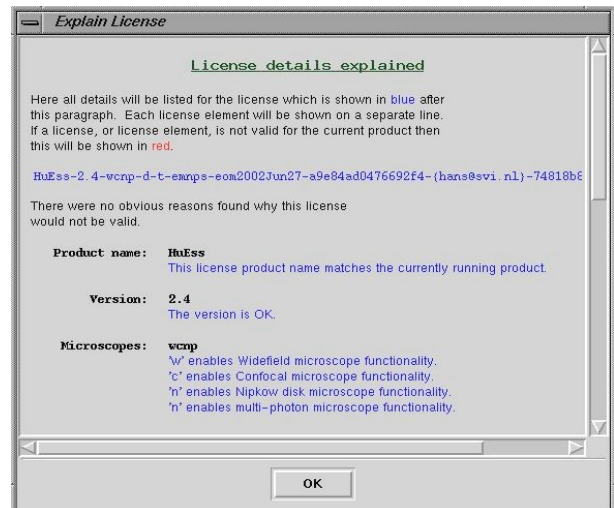 Explain License
License details explained
Here all details will be listed for the license which is shown in blue after
this paragraph. Each license element will be shown on a separate line.
If a license, or license element, is not valid for the current product then
this will be shown in red.
HuEss-2.4-wcnp-d-t-emnps-eom2002Jun27-a9e84ad0476692f4-{hans@svi.nl}-74818b8
There were no obvious reasons found why this license
would not be valid.
Product name: HuEss
This license product name matches the currently running product.
Version: 2.4
The version is OK.
Microscopes: wcnp
'w' enables Widefield microscope functionality.
'c' enables Confocal microscope functionality.
'n' enables Nipkow disk microscope functionality.
'n' enables multi-photon microscope functionality.
OK